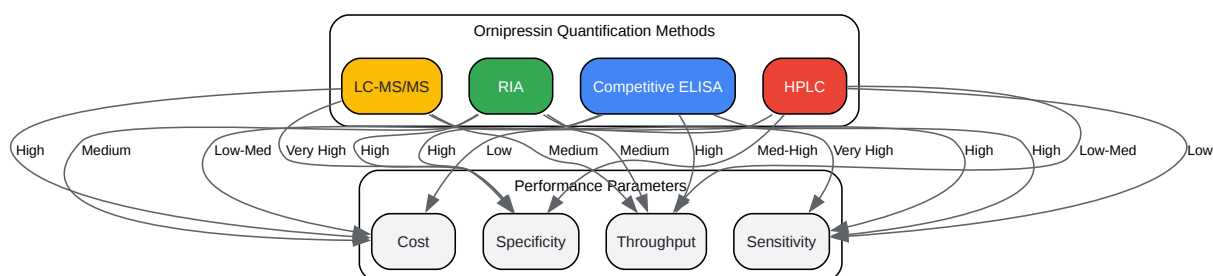 Ornipressin Quantification Methods
LC-MS/MS
RIA
Competitive ELISA
HPLC
High
Medium
Low-Med
Very High
High
High
Low
Medium
Medium
High
Med-High
Very High
High
High
Low-Med
Low
Performance Parameters
Cost
Specificity
Throughput
Sensitivity